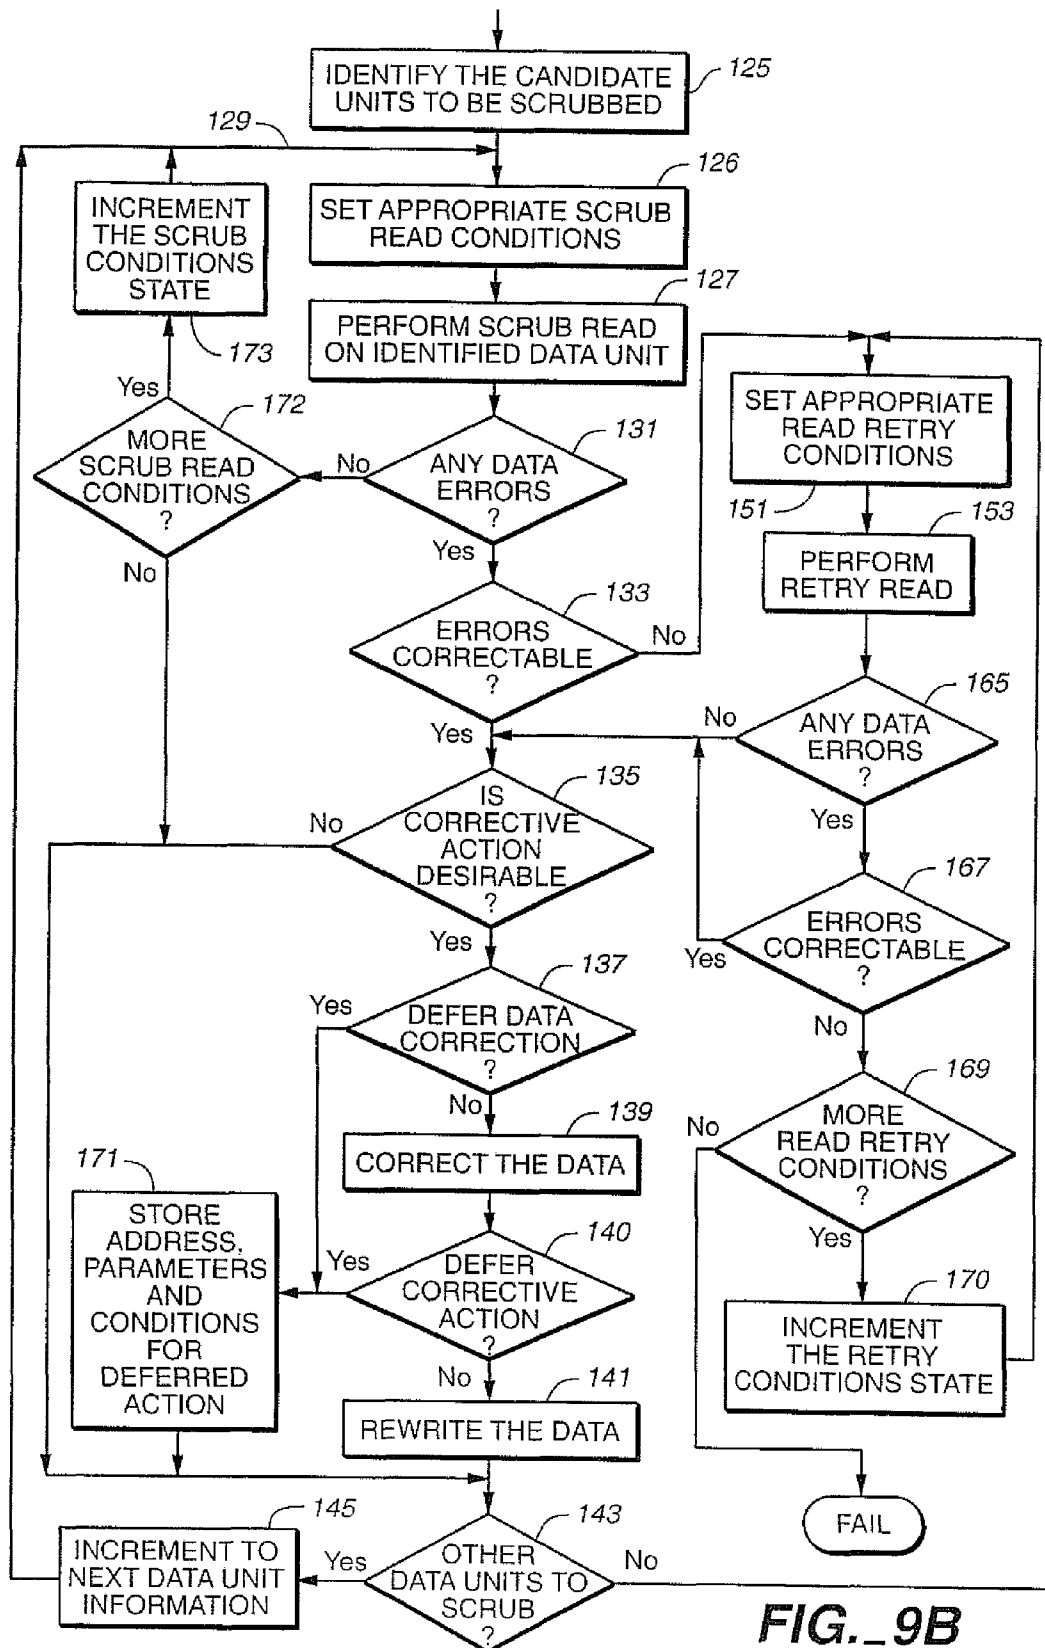 IDENTIFY THE CANDIDATE
UNITS TO BE SCRUBBED
125
129
126
SET APPROPRIATE SCRUB
READ CONDITIONS
INCREMENT
THE SCRUB
CONDITIONS
STATE
173
127
PERFORM SCRUB READ
ON IDENTIFIED DATA UNIT
Yes
172
MORE
SCRUB READ
CONDITIONS
?
No
131
ANY DATA
ERRORS
?
No
Yes
133
ERRORS
CORRECTABLE
?
No
Yes
SET APPROPRIATE
READ RETRY
CONDITIONS
151
153
PERFORM
RETRY READ
165
ANY DATA
ERRORS
?
No
Yes
135
IS
CORRECTIVE
ACTION
DESIRABLE
?
No
Yes
167
ERRORS
CORRECTABLE
?
Yes
No
137
DEFER DATA
CORRECTION
?
Yes
No
139
CORRECT THE DATA
169
MORE
READ RETRY
CONDITIONS
?
No
Yes
171
STORE
ADDRESS,
PARAMETERS
AND
CONDITIONS
FOR
DEFERRED
ACTION
140
DEFER
CORRECTIVE
ACTION
?
Yes
No
170
INCREMENT
THE RETRY
CONDITIONS STATE
141
REWRITE THE DATA
FAIL
145
INCREMENT TO
NEXT DATA UNIT
INFORMATION
143
OTHER
DATA UNITS TO
SCRUB
?
Yes
No
FIG._9B